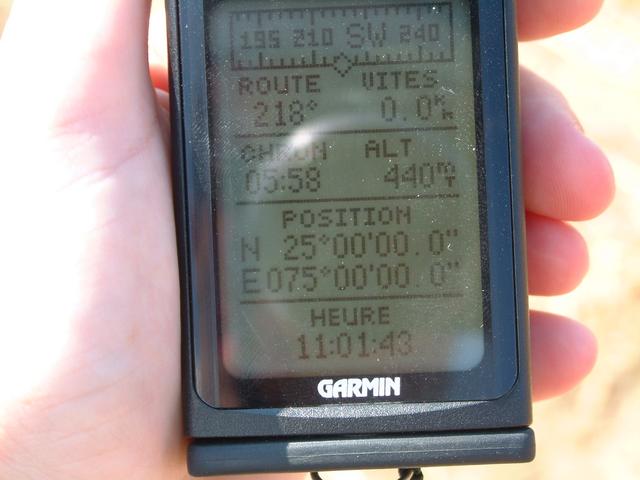 195 210 SW 240
ROUTE VITES
218° 0.0 K h
CHRON ALT
05:58 440 m T
POSITION
N 25°00'00.0"
E075°00'00.0"
HEURE
11:01:43
GARMIN